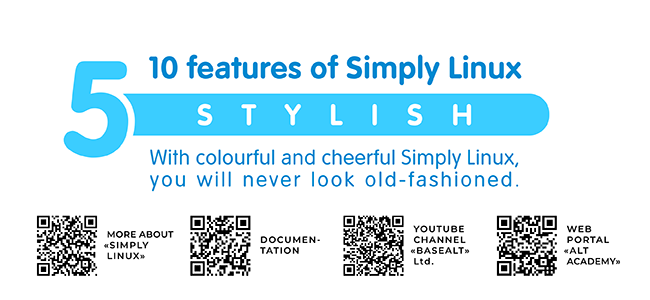 5
10 features of Simply Linux
STYLISH
With colourful and cheerful Simply Linux,
you will never look old-fashioned.
MORE ABOUT
«SIMPLY
LINUX»
DOCUMEN-
TATION
YOUTUBE
CHANNEL
«BASEALT»
Ltd.
WEB
PORTAL
«ALT
ACADEMY»